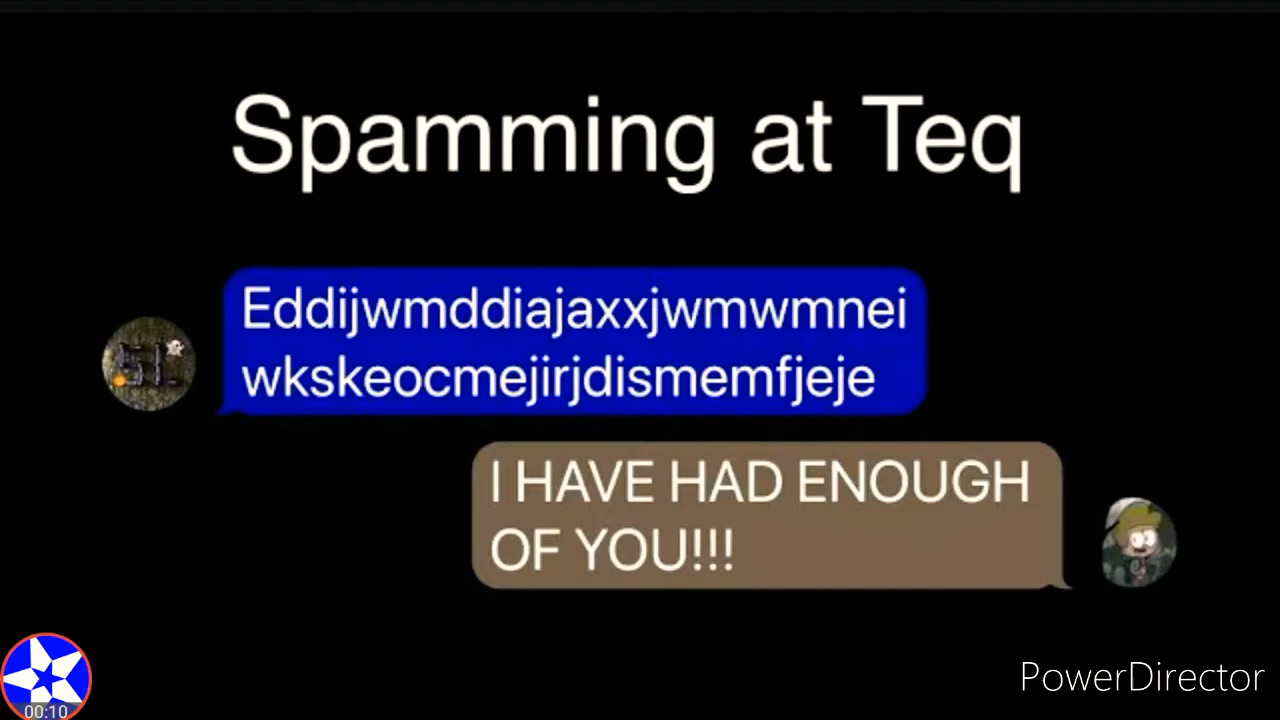 Spamming at Teq
Eddijwmddiajaxxjwmwmnei
wkskeocmejirjdismemfjeje
I HAVE HAD ENOUGH
OF YOU!!!
00:10
PowerDirector